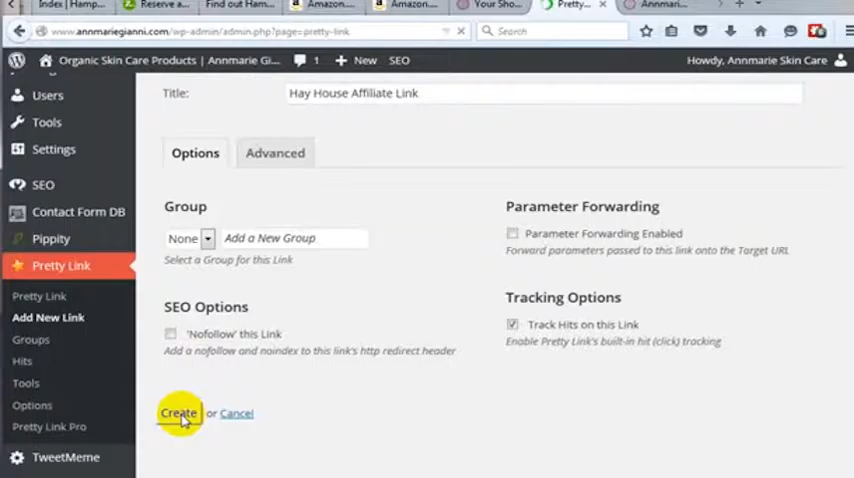 Index | Hamp...
Reserve a...
Find out Ham...
Amazon....
Amazon....
Your Sho...
Pretty...
Annmari...
www.annmariegianni.com/wp-admin/admin.php?page=pretty-link
Search
Organic Skin Care Products | Annmarie Gi...
1
New
SEO
Howdy, Annmarie Skin Care
Users
Tools
Settings
SEO
Contact Form DB
Pippity
Pretty Link
Pretty Link
Add New Link
Groups
Hits
Tools
Options
Pretty Link Pro
TweetMeme
Title:
Hay House Affiliate Link
Options
Advanced
Group
None
Add a New Group
Select a Group for this Link
SEO Options
'Nofollow' this Link
Add a nofollow and noindex to this link's http redirect header
Parameter Forwarding
Parameter Forwarding Enabled
Forward parameters passed to this link onto the Target URL
Tracking Options
Track Hits on this Link
Enable Pretty Link's built-in hit (click) tracking
Create or Cancel